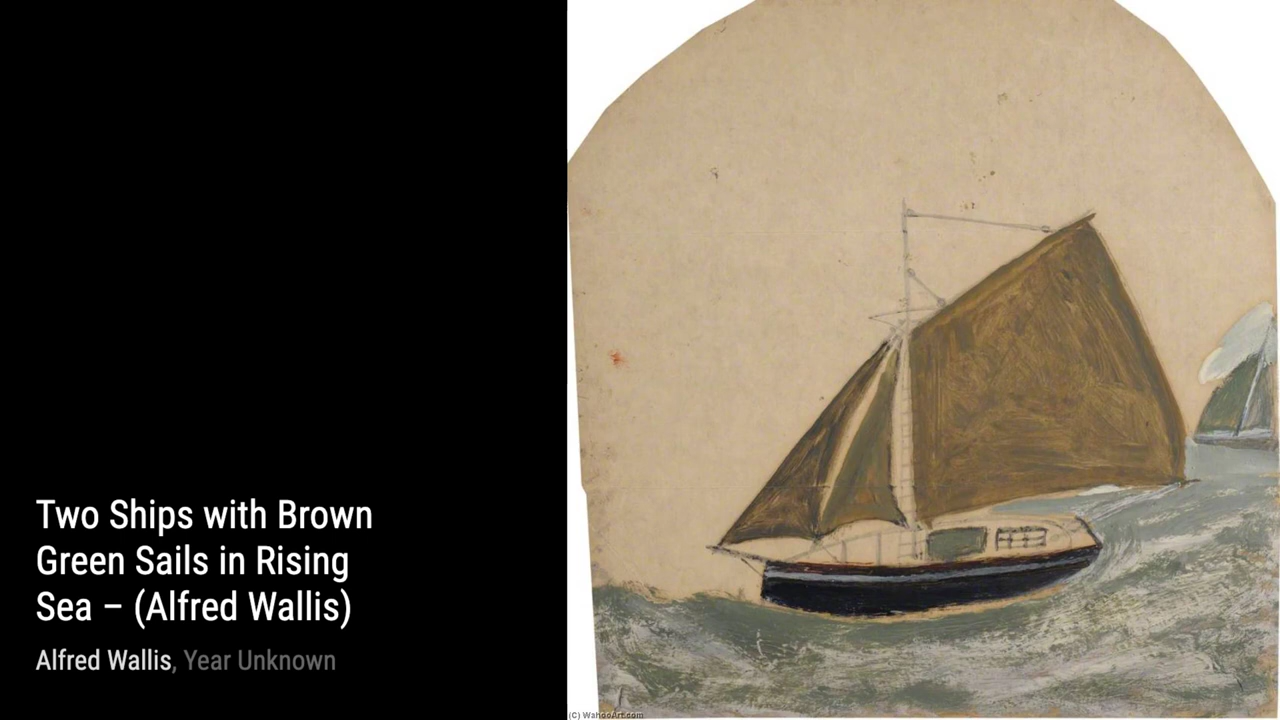 Two Ships with Brown
Green Sails in Rising
Sea – (Alfred Wallis)
Alfred Wallis, Year Unknown
(C) WahooArt.com